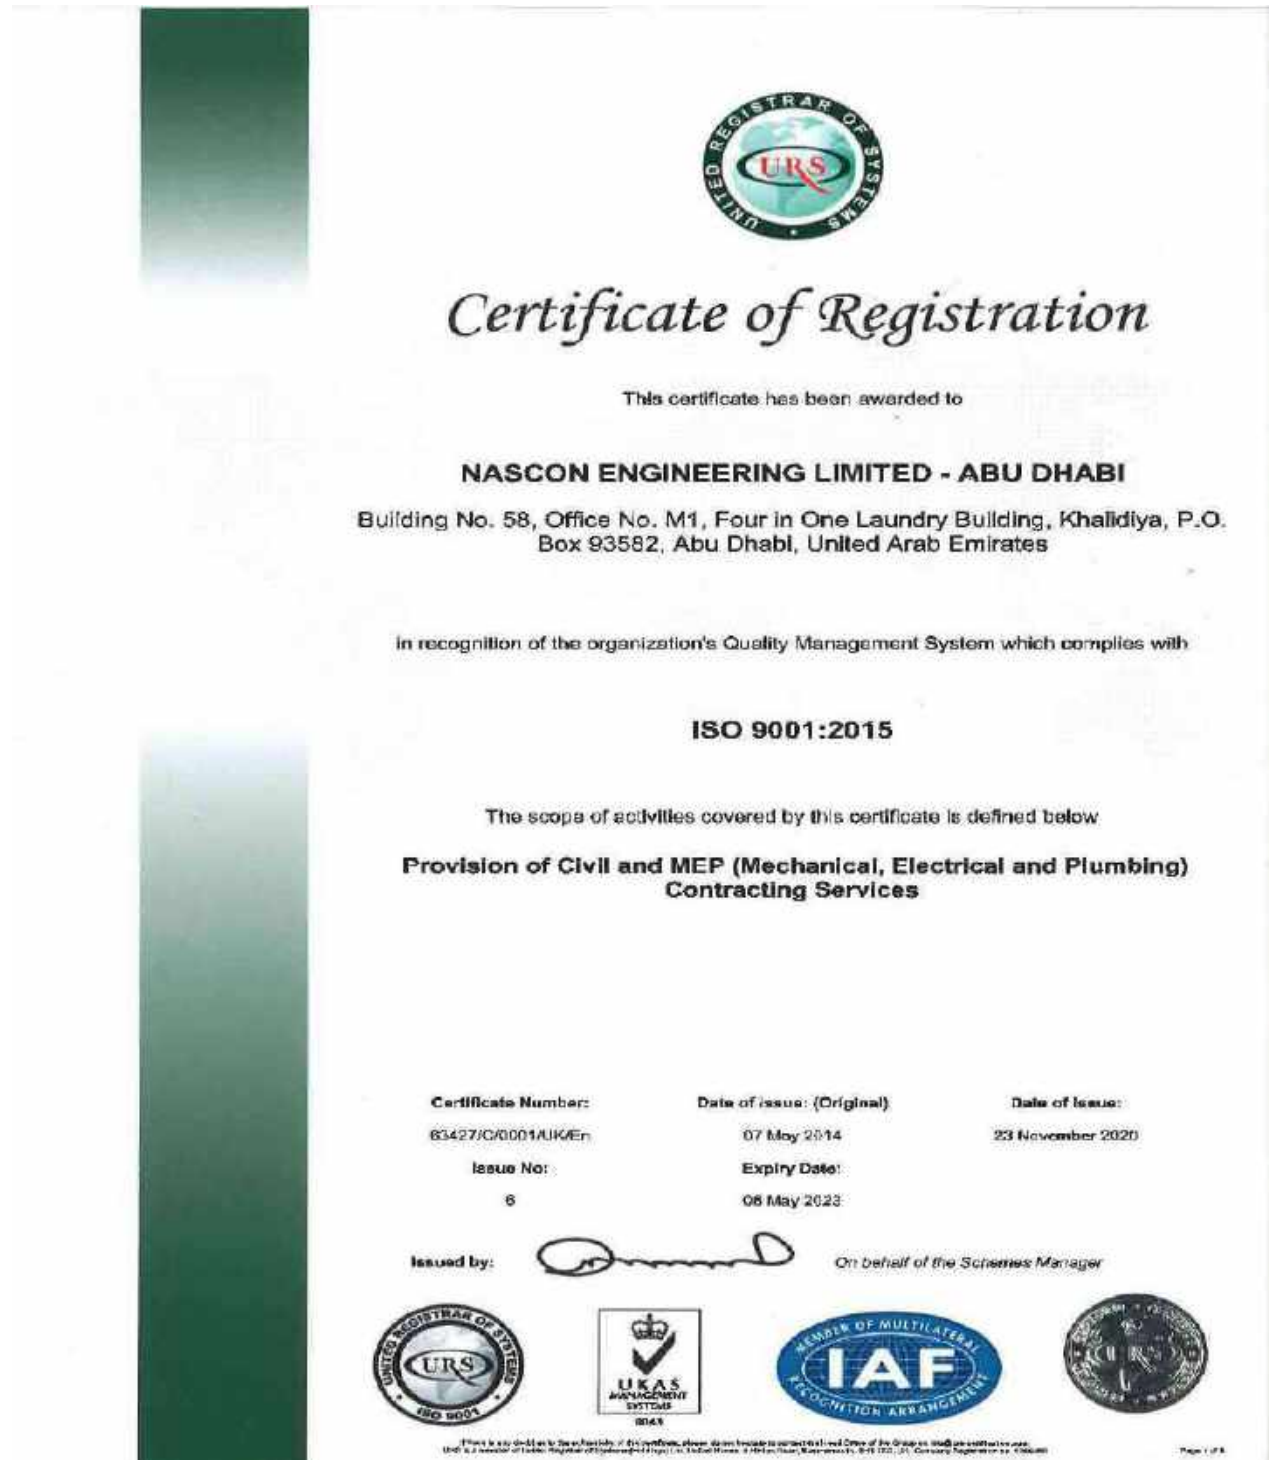 UNITED REGISTRAR OF SYSTEMS
URS
Certificate of Registration
This certificate has been awarded to
NASCON ENGINEERING LIMITED - ABU DHABI
Building No. 58, Office No. M1, Four in One Laundry Building, Khalidiya, P.O.
Box 93582, Abu Dhabi, United Arab Emirates
in recognition of the organization's Quality Management System which complies with
ISO 9001:2015
The scope of activities covered by this certificate is defined below
Provision of Civil and MEP (Mechanical, Electrical and Plumbing)
Contracting Services
Certificate Number: Date of issue: (Original) Date of Issue:
63427/C/0001/UK/En 07 May 2014 23 November 2020
Issue No: Expiry Date:
6 May 2023
Issued by: On behalf of the Schemes Manager
UNITED REGISTRAR OF SYSTEMS
URS
ISO 9001
UKAS
MANAGEMENT
SYSTEMS
MEMBER OF MULTILATERAL
IAF
RECOGNITION ARRANGEMENT
URS